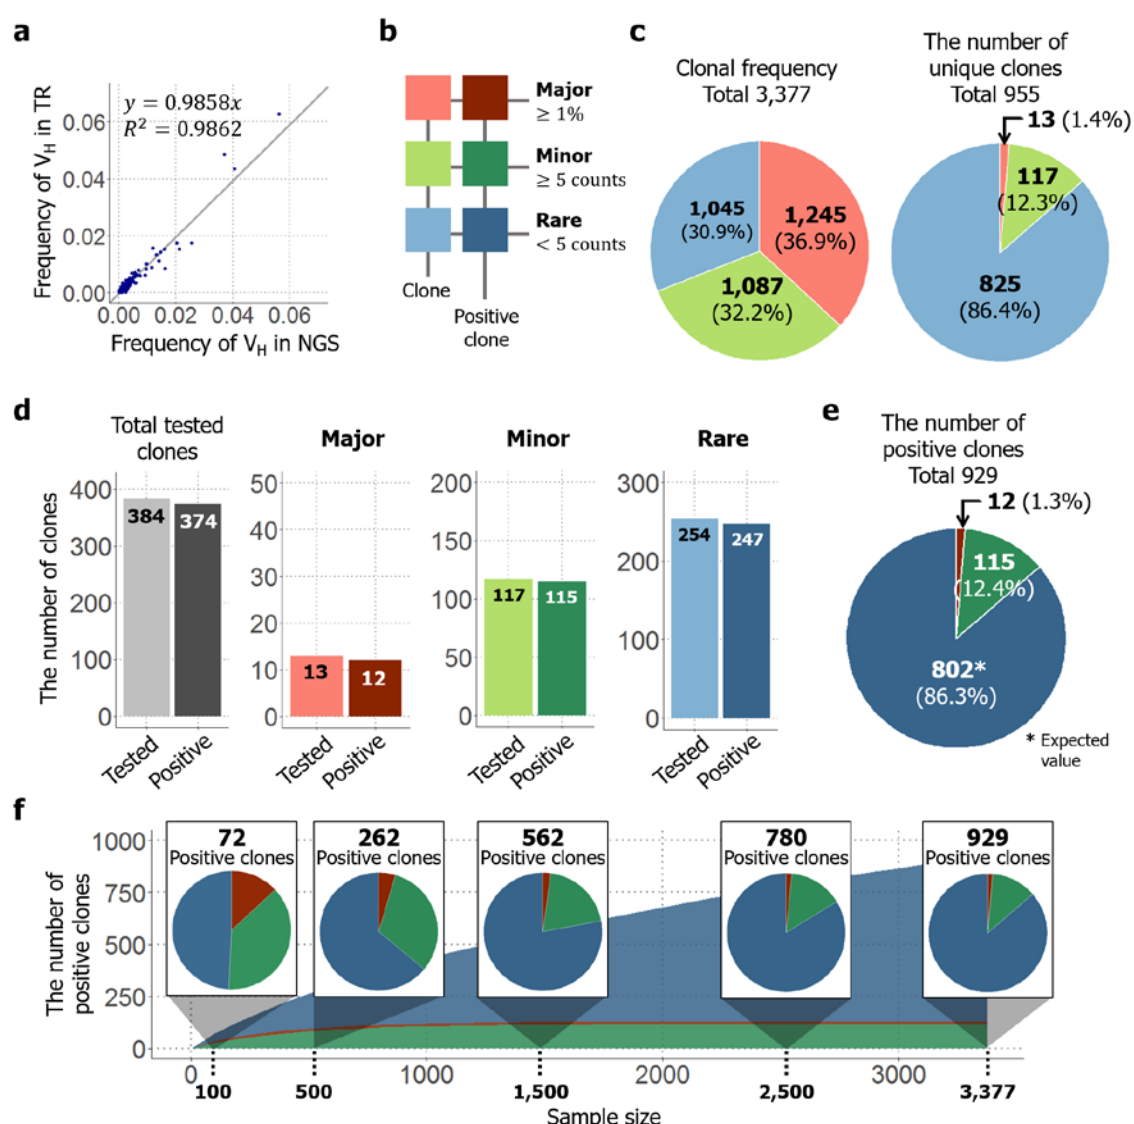 a
y = 0.9858x
R² = 0.9862
Frequency of VH in TR
0.06
0.04
0.02
0.00
0.00 0.02 0.04 0.06
Frequency of VH in NGS
b
Major
≥ 1%
Minor
≥ 5 counts
Rare
< 5 counts
Clone
Positive
clone
c
Clonal frequency
Total 3,377
1,045
(30.9%)
1,245
(36.9%)
1,087
(32.2%)
The number of
unique clones
Total 955
13 (1.4%)
117
(12.3%)
825
(86.4%)
d
The number of clones
Total tested
clones
400
300
200
100
0
384
374
Tested
Positive
Major
50
40
30
20
10
0
13
12
Tested
Positive
Minor
200
150
100
50
0
117
115
Tested
Positive
Rare
300
200
100
0
254
247
Tested
Positive
e
The number of
positive clones
Total 929
12 (1.3%)
115
(12.4%)
802*
(86.3%)
* Expected
value
f
The number of
positive clones
1000
750
500
250
0
72
Positive clones
262
Positive clones
562
Positive clones
780
Positive clones
929
Positive clones
0 1000 2000 3000
100 500 1,500 2,500 3,377
Sample size